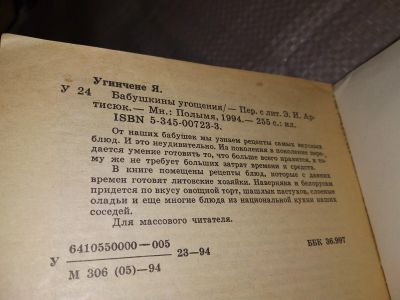 Угинчене Я.
У 24 Бабушкины угощения/— Пер. с лит. Э. И. Ар-
тисюк.— Мн.: Полымя, 1994.— 255 с.: ил.
ISBN 5-345-00723-3.
От наших бабушек мы узнаем рецепты самых вкусных
блюд. И это неудивительно. Из поколения в поколение пере-
дается умение готовить то, что больше всего нравится, к то-
му же не требует больших затрат времени и средств.
В книге помещены рецепты блюд, которые с давних
времен готовят литовские хозяйки. Наверняка и белорусам
придется по вкусу овощной торт, шашлык пастухов, слоеные
оладьи и еще многие блюда из национальной кухни наших
соседей.
Для массового читателя.
У 6410550000—005 23—94 ББК 36.997
М 306 (05)—94